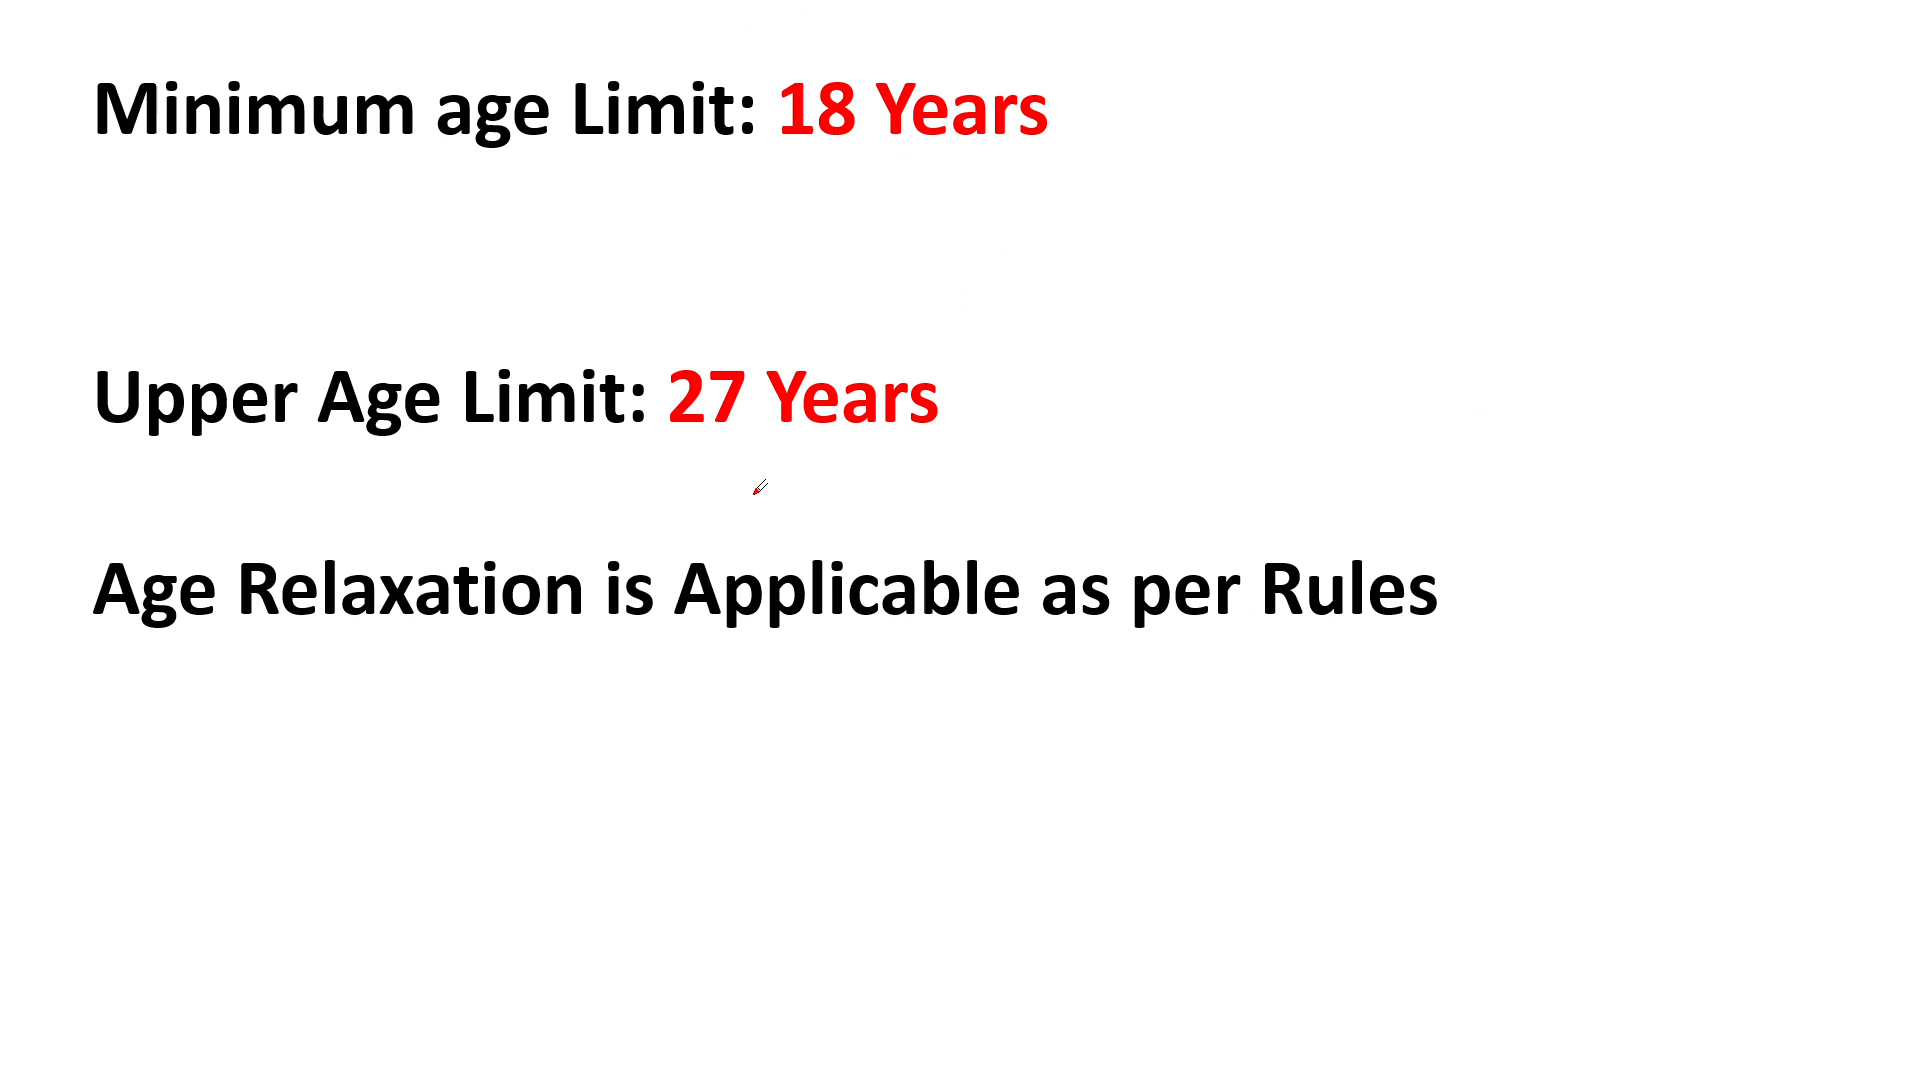 Minimum age Limit: 18 Years
Upper Age Limit: 27 Years
Age Relaxation is Applicable as per Rules